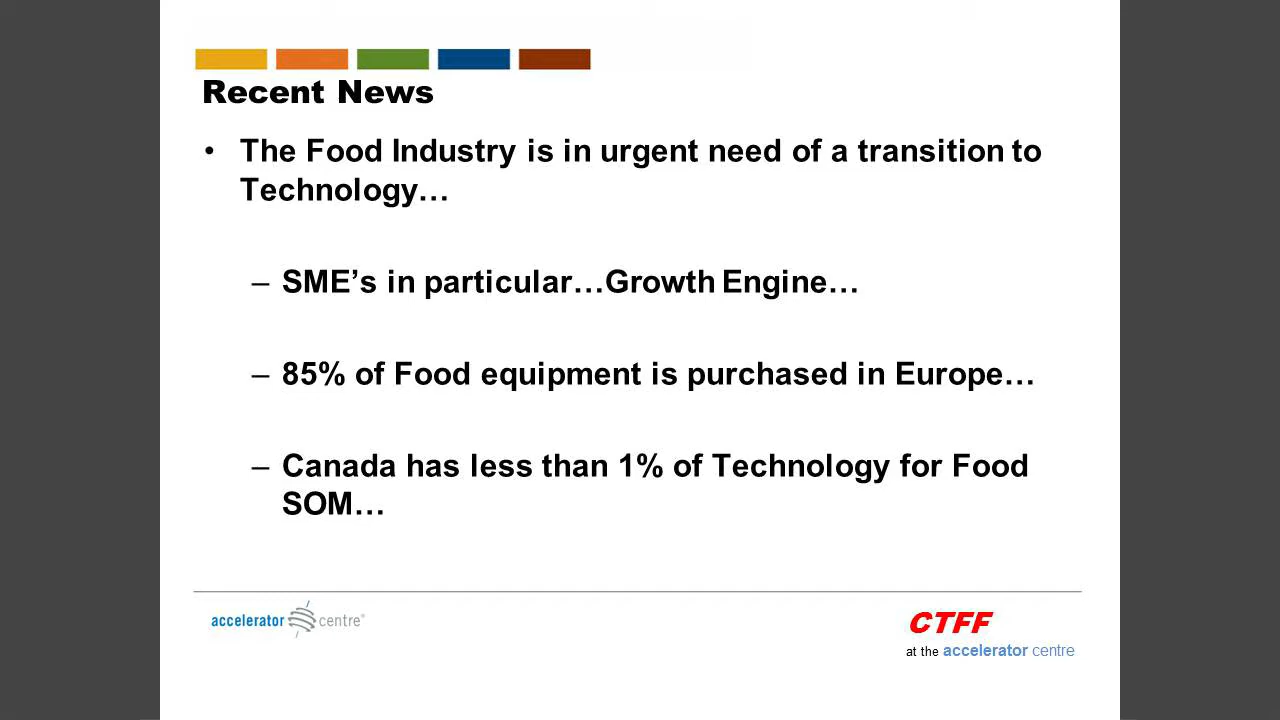 Recent News
• The Food Industry is in urgent need of a transition to
Technology…
– SME’s in particular…Growth Engine…
– 85% of Food equipment is purchased in Europe…
– Canada has less than 1% of Technology for Food
SOM…
accelerator centre®
CTFF
at the accelerator centre